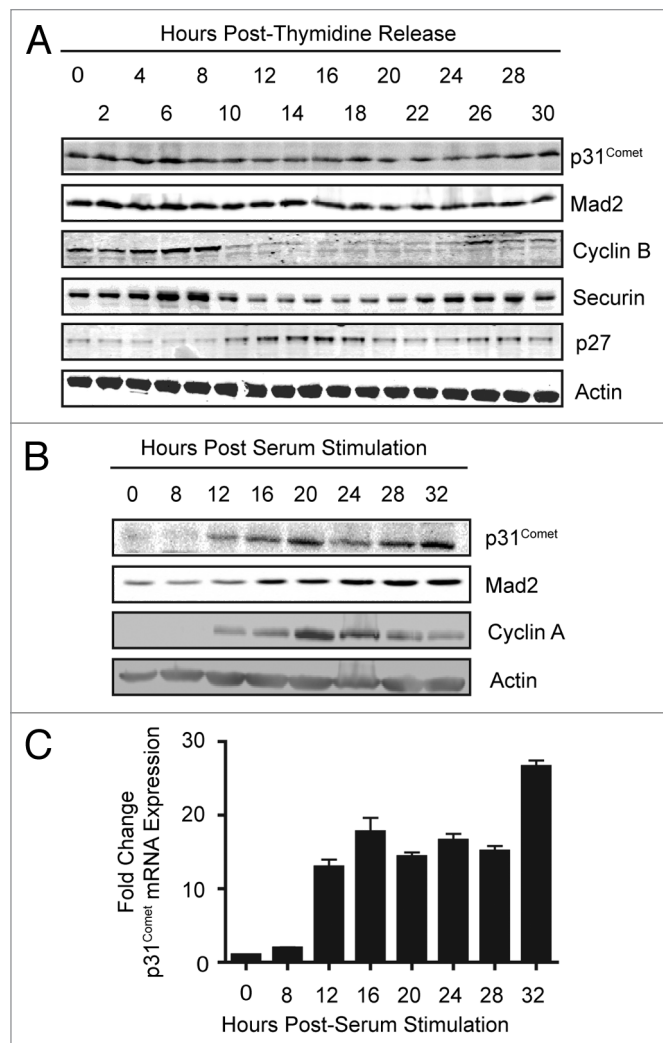 A
Hours Post-Thymidine Release
0 4 8 12 16 20 24 28
2 6 10 14 18 22 26 30
p31Comet
Mad2
Cyclin B
Securin
p27
Actin
B
Hours Post Serum Stimulation
0 8 12 16 20 24 28 32
p31Comet
Mad2
Cyclin A
Actin
C
Fold Change
p31Comet mRNA Expression
30
20
10
0
0 8 12 16 20 24 28 32
Hours Post-Serum Stimulation